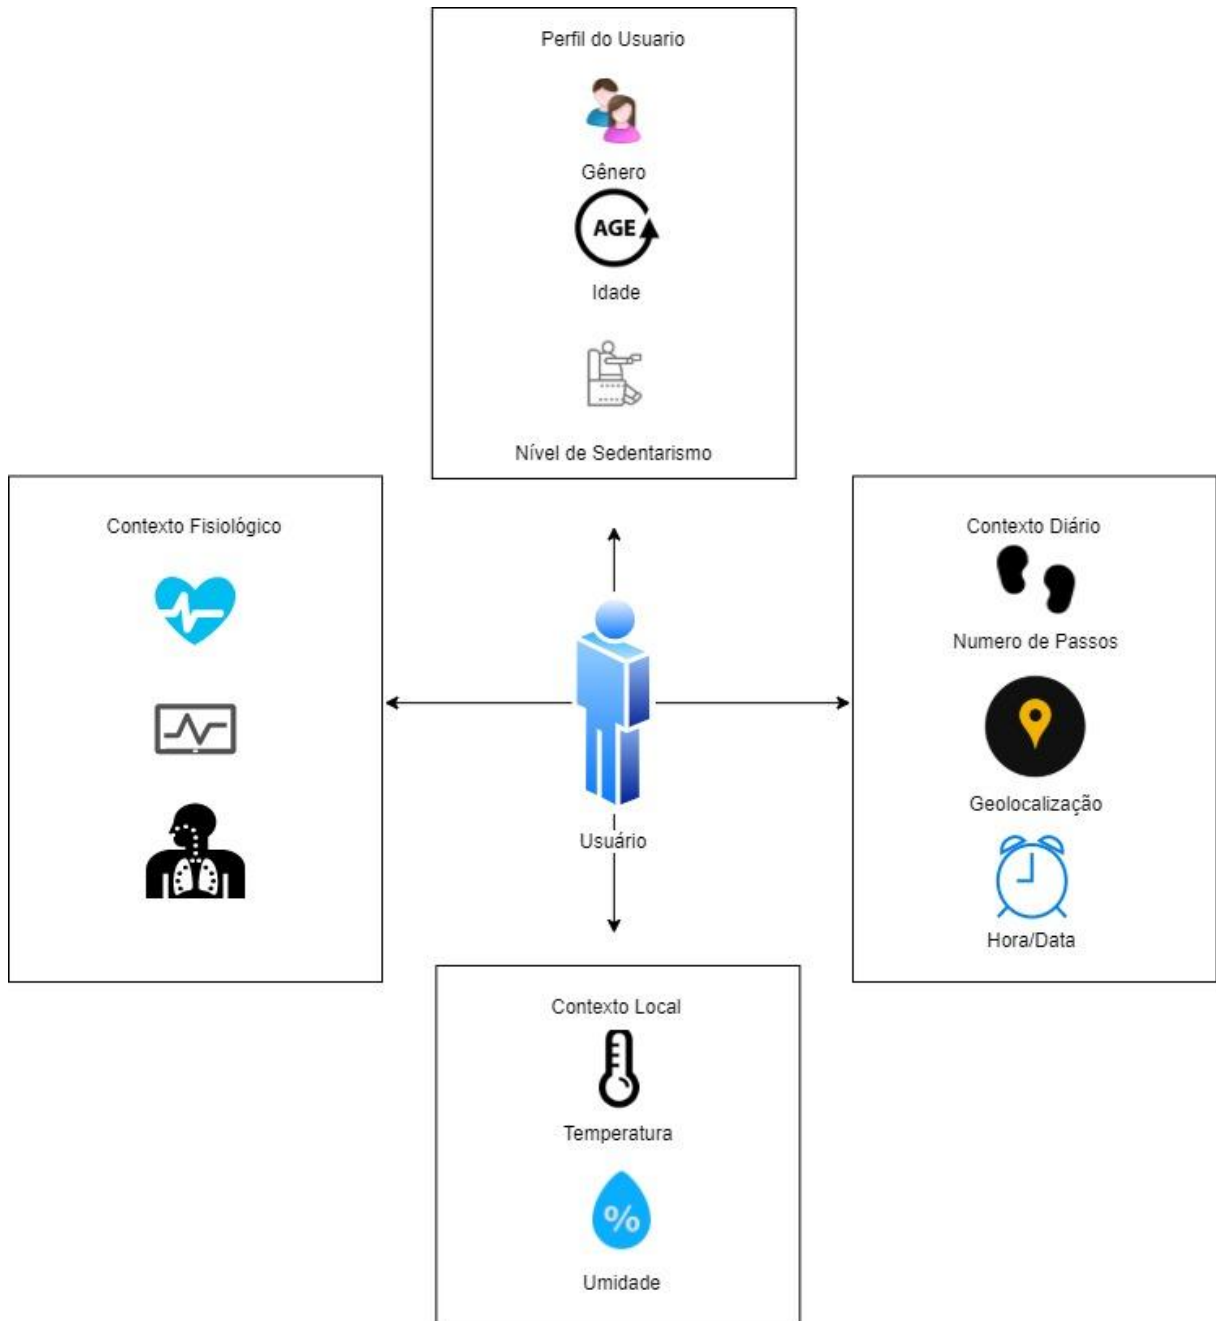 Perfil do Usuario
Gênero
AGE
Idade
Nível de Sedentarismo
Contexto Fisiológico
Contexto Diário
Numero de Passos
Geolocalização
Hora/Data
Usuário
Contexto Local
Temperatura
%
Umidade